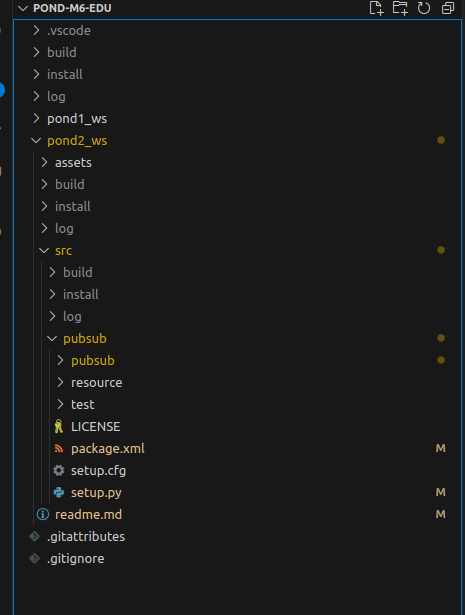 POND-M6-EDU
.vscode
build
install
log
pond1_ws
pond2_ws
assets
build
install
log
src
build
install
log
pubsub
pubsub
resource
test
LICENSE
package.xml M
setup.cfg
setup.py M
readme.md M
.gitattributes
.gitignore